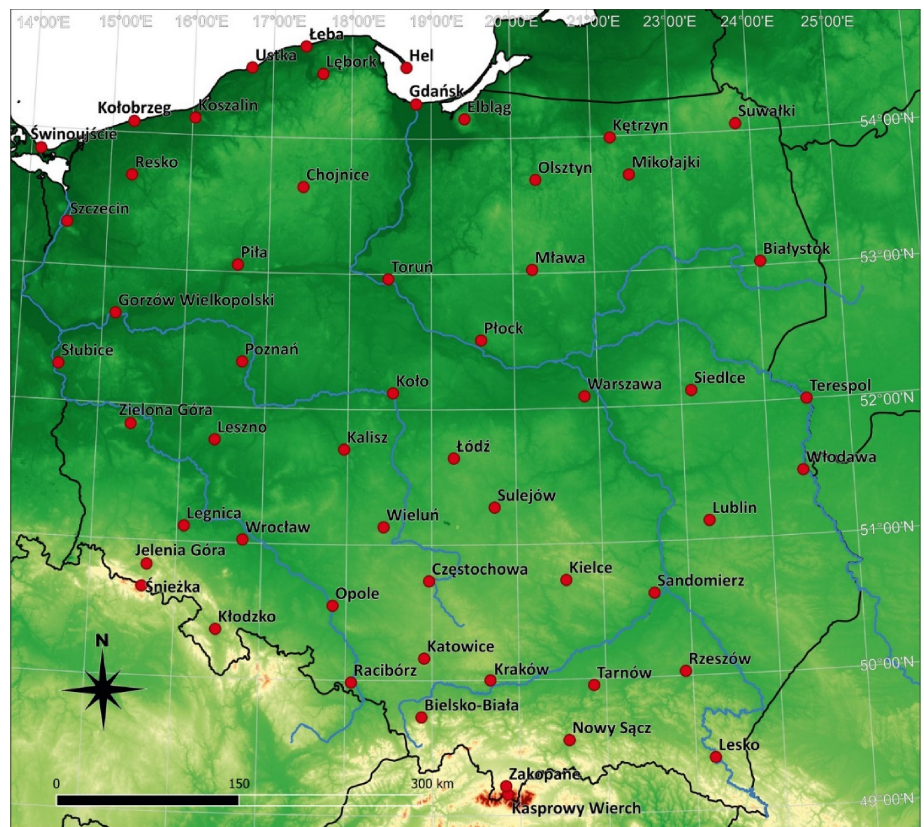 14°00'E 15°00'E 16°00'E 17°00'E 18°00'E 19°00'E 20°00'E 21°00'E 22°00'E 23°00'E 24°00'E 25°00'E
Łeba
Ustka
Hel
Lębork
Gdańsk
Kołobrzeg
Koszalin
Elbląg
Suwałki
54°00'N
Świnoujście
Kętrzyn
Resko
Chojnice
Olsztyn
Mikołajki
Szczecin
Piła
Toruń
Mława
Białystok
53°00'N
Gorzów Wielkopolski
Płock
Słubice
Poznań
Koło
Warszawa
Siedlce
Terespol
52°00'N
Zielona Góra
Leszno
Kalisz
Łódź
Włodawa
Sulejów
Legnica
Wrocław
Wieluń
Lublin
51°00'N
Jelenia Góra
Śnieżka
Częstochowa
Kielce
Sandomierz
Opole
Kłodzko
N
Katowice
Racibórz
Kraków
Tarnów
Rzeszów
50°00'N
Bielsko-Biała
Nowy Sącz
Lesko
Zakopane
0 150 300 km
Kasprowy Wierch
49°00'N